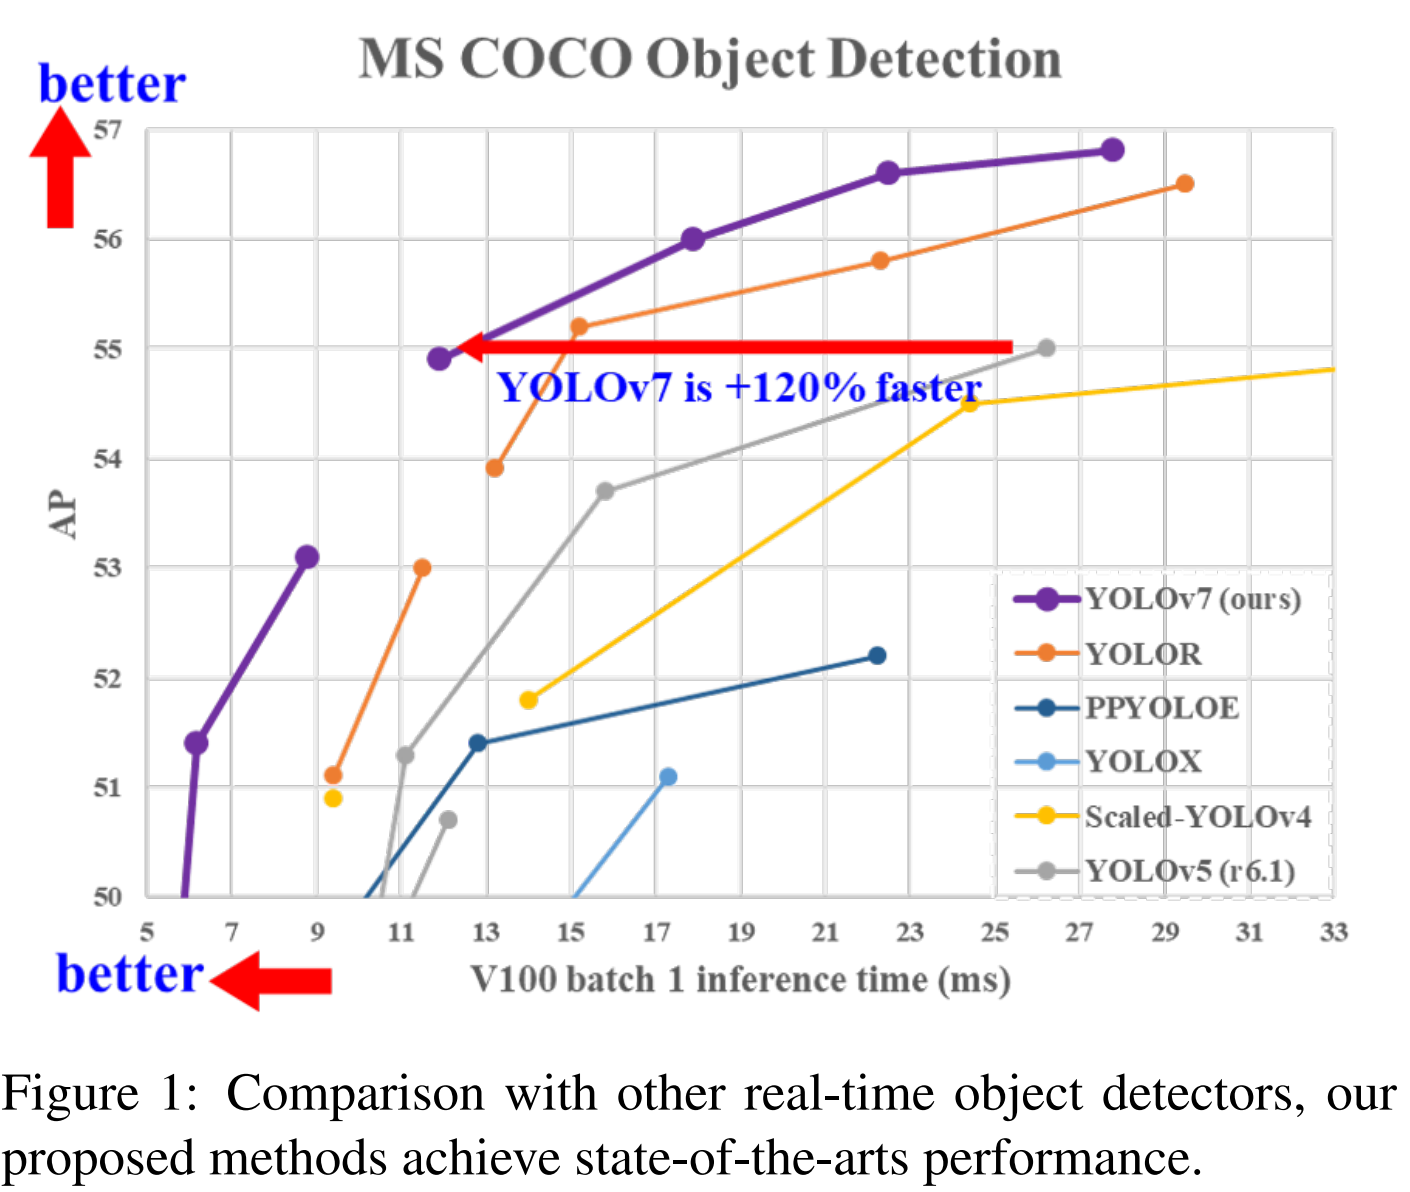 MS COCO Object Detection
better
57
56
55
54
53
52
51
50
AP
YOLOv7 is +120% faster
YOLOv7 (ours)
YOLOR
PPYOLOE
YOLOX
Scaled-YOLOv4
YOLOv5 (r6.1)
5 7 9 11 13 15 17 19 21 23 25 27 29 31 33
better
V100 batch 1 inference time (ms)
Figure 1: Comparison with other real-time object detectors, our
proposed methods achieve state-of-the-arts performance.